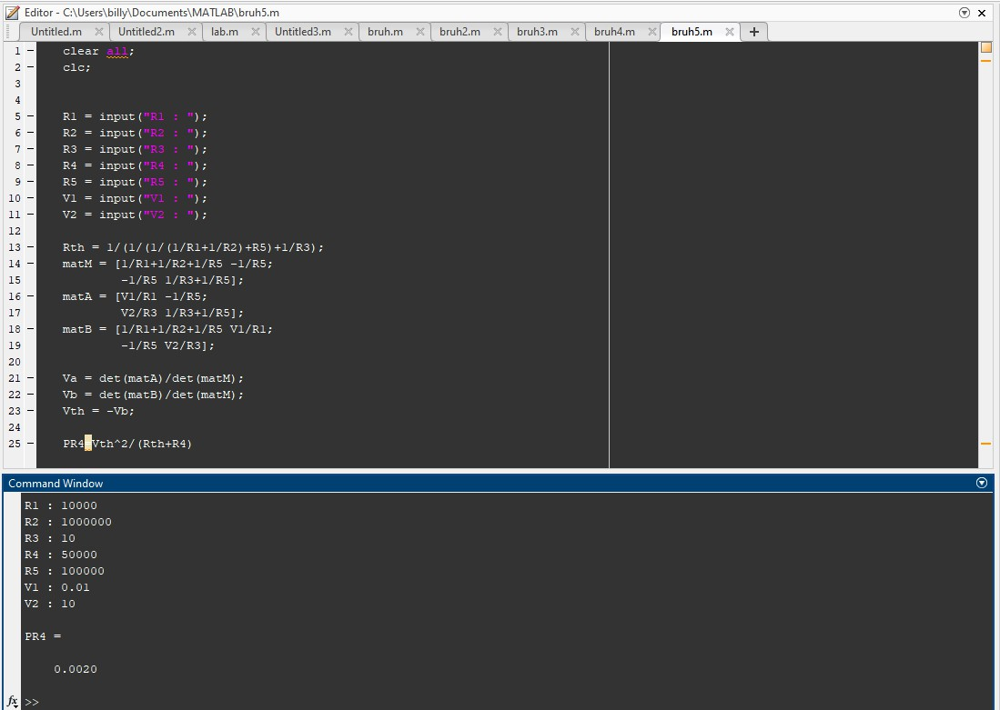 Editor - C:\Users\billy\Documents\MATLAB\bruh5.m
Untitled.m Untitled2.m lab.m Untitled3.m bruh.m bruh2.m bruh3.m bruh4.m bruh5.m +
1 - clear all;
2 - clc;
3
4
5 - R1 = input("R1 : ");
6 - R2 = input("R2 : ");
7 - R3 = input("R3 : ");
8 - R4 = input("R4 : ");
9 - R5 = input("R5 : ");
10 - V1 = input("V1 : ");
11 - V2 = input("V2 : ");
12
13 - Rth = 1/(1/(1/(1/R1+1/R2)+R5)+1/R3);
14 - matM = [1/R1+1/R2+1/R5 -1/R5;
15 -1/R5 1/R3+1/R5];
16 - matA = [V1/R1 -1/R5;
17 V2/R3 1/R3+1/R5];
18 - matB = [1/R1+1/R2+1/R5 V1/R1;
19 -1/R5 V2/R3];
20
21 - Va = det(matA)/det(matM);
22 - Vb = det(matB)/det(matM);
23 - Vth = -Vb;
24
25 - PR4=Vth^2/(Rth+R4)
Command Window
R1 : 10000
R2 : 1000000
R3 : 10
R4 : 50000
R5 : 100000
V1 : 0.01
V2 : 10
PR4 =
0.0020
fx >>